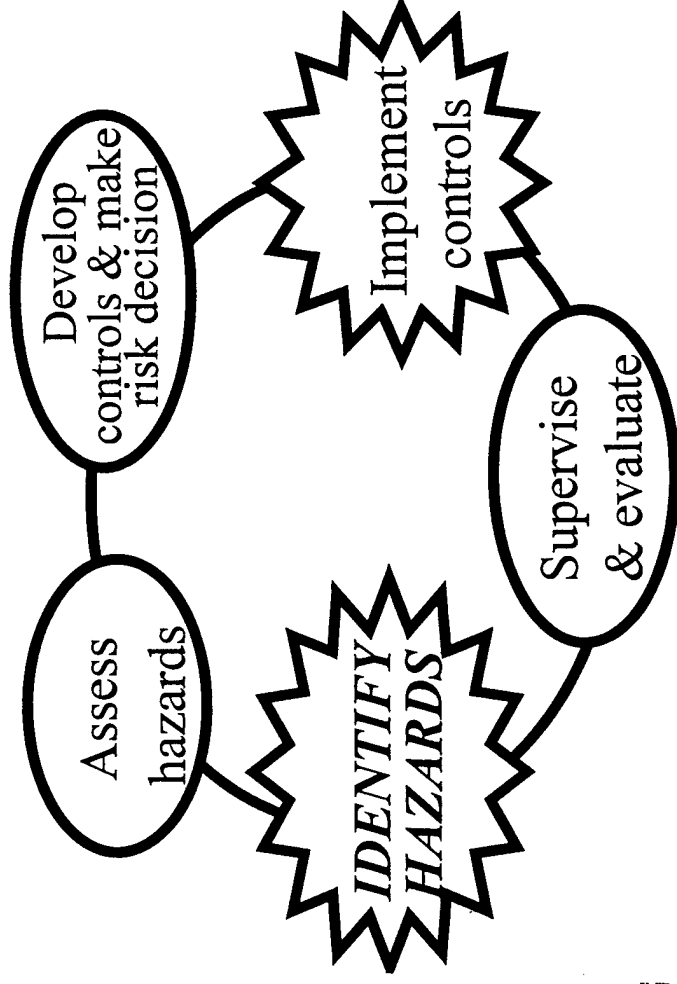 IDENTIFY
HAZARDS
Assess
hazards
Develop
controls & make
risk decision
Implement
controls
Supervise
& evaluate